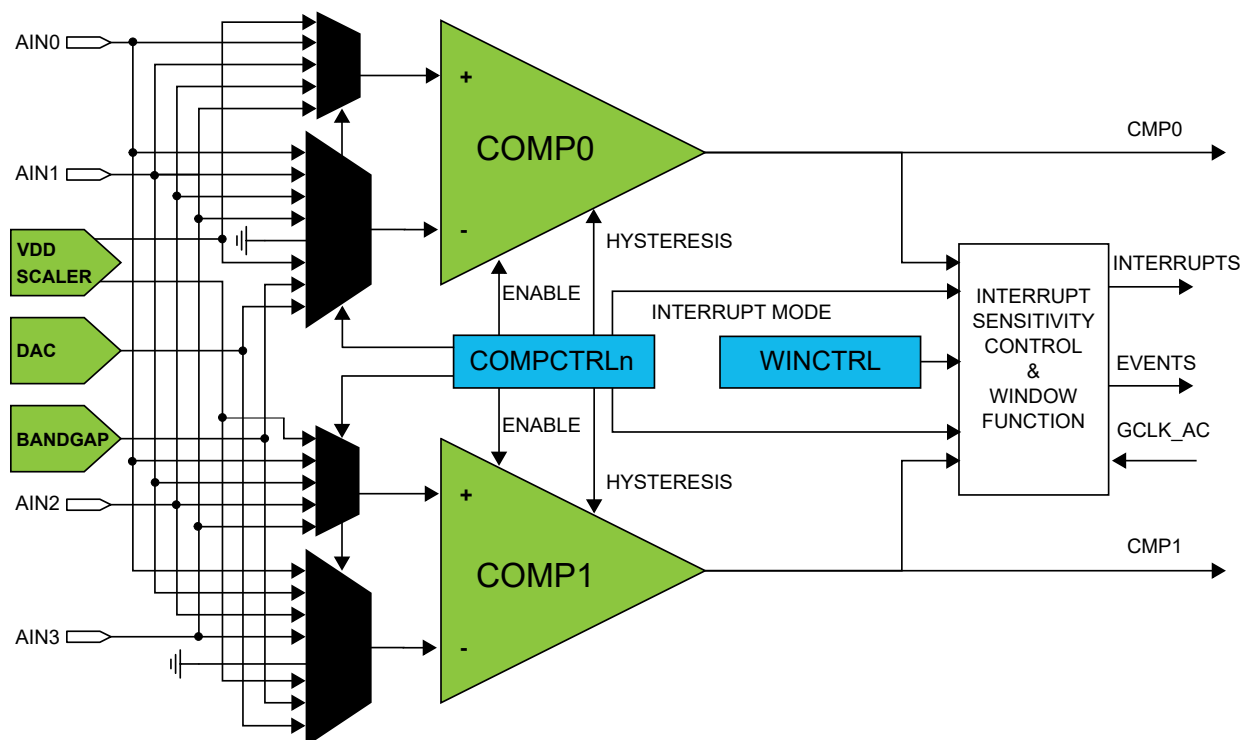 AIN0
+
COMP0
-
CMP0
AIN1
HYSTERESIS
VDD
SCALER
ENABLE
INTERRUPT MODE
INTERRUPT
SENSITIVITY
CONTROL
&
WINDOW
FUNCTION
INTERRUPTS
DAC
COMPCTRLn
WINCTRL
EVENTS
BANDGAP
ENABLE
GCLK_AC
HYSTERESIS
AIN2
+
COMP1
-
CMP1
AIN3